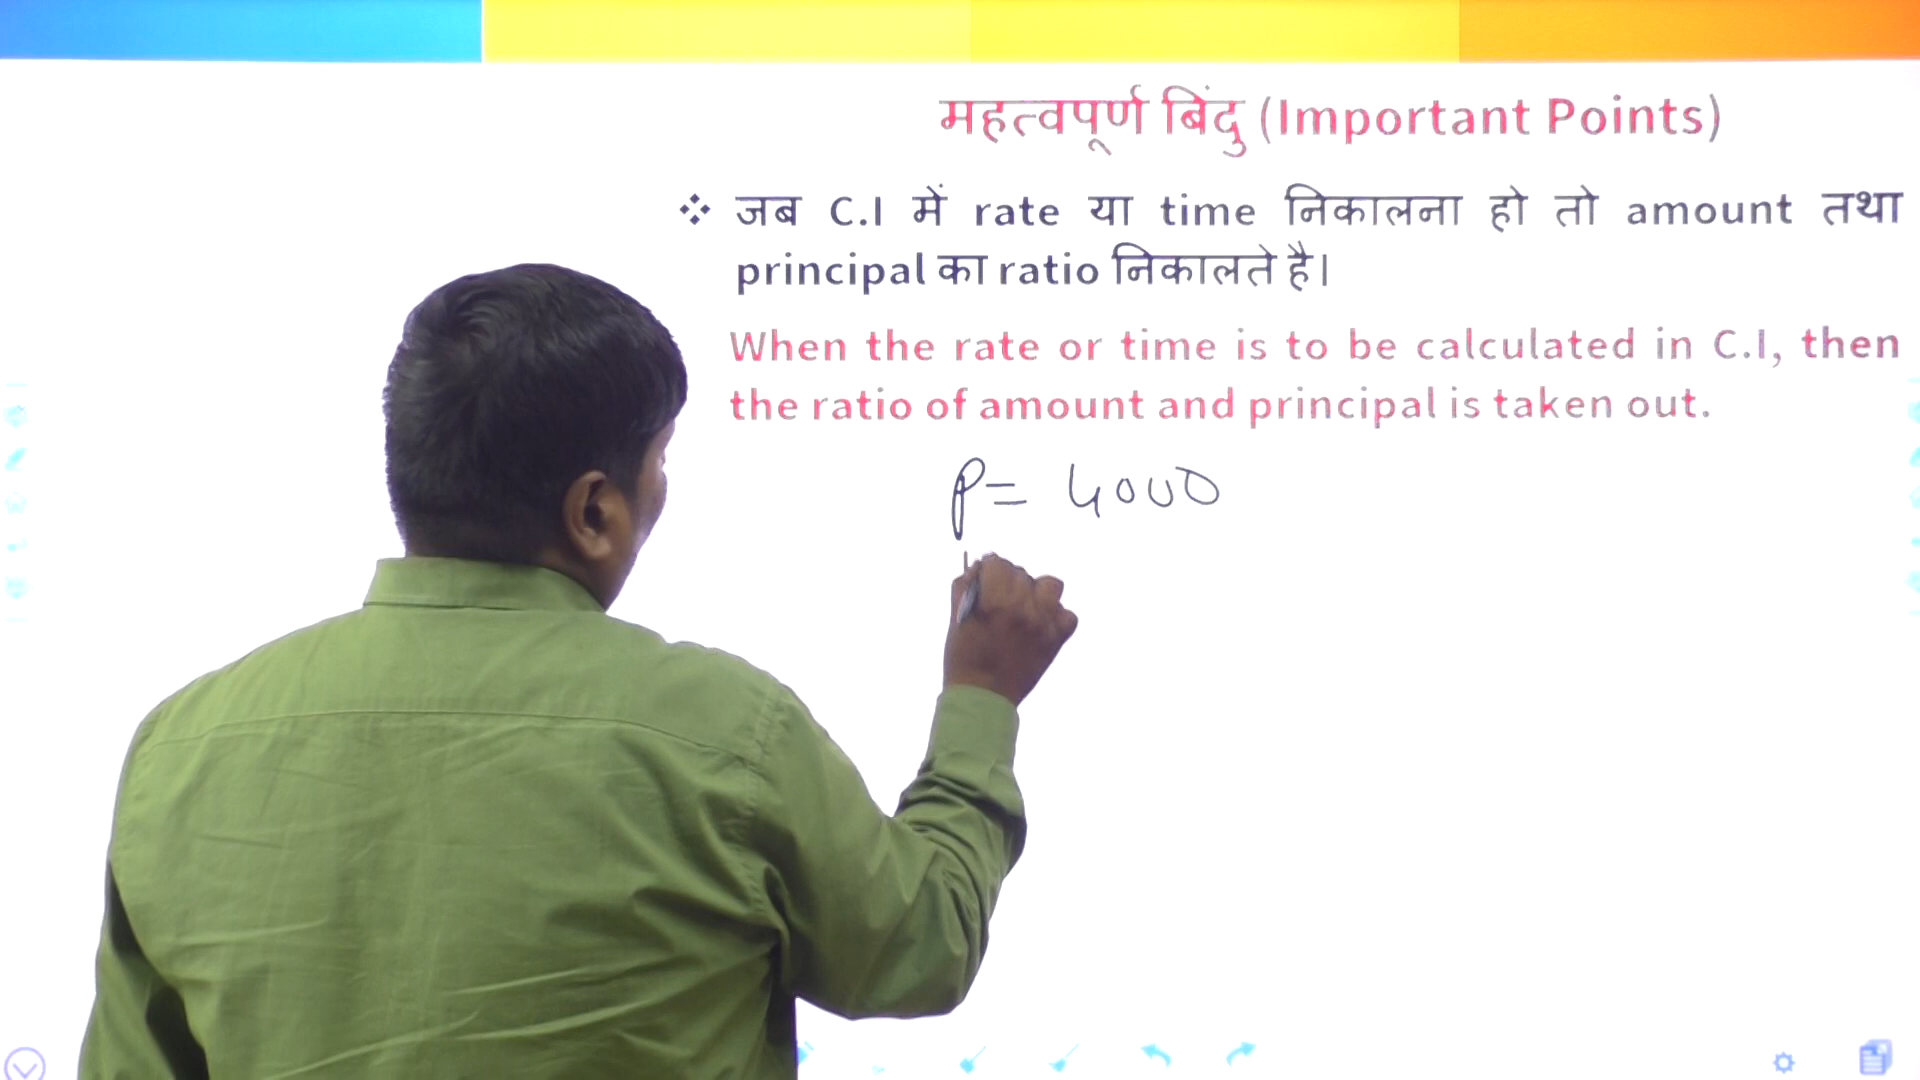 महत्वपूर्ण बिंदु (Important Points)
❖ जब C.I में rate या time निकालना हो तो amount तथा
principal का ratio निकालते है।
When the rate or time is to be calculated in C.I, then
the ratio of amount and principal is taken out.
P = 4000